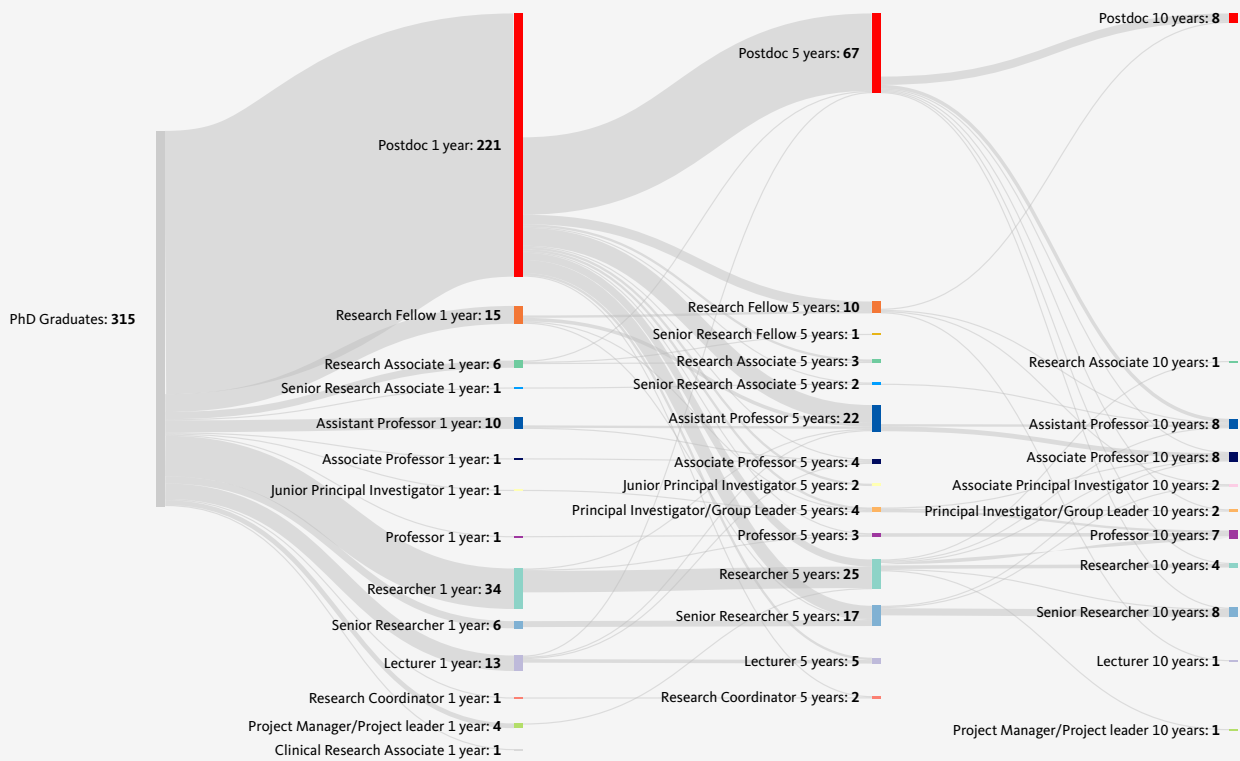 PhD Graduates: 315
Postdoc 1 year: 221
Research Fellow 1 year: 15
Research Associate 1 year: 6
Senior Research Associate 1 year: 1
Assistant Professor 1 year: 10
Associate Professor 1 year: 1
Junior Principal Investigator 1 year: 1
Professor 1 year: 1
Researcher 1 year: 34
Senior Researcher 1 year: 6
Lecturer 1 year: 13
Research Coordinator 1 year: 1
Project Manager/Project leader 1 year: 4
Clinical Research Associate 1 year: 1
Postdoc 5 years: 67
Research Fellow 5 years: 10
Senior Research Fellow 5 years: 1
Research Associate 5 years: 3
Senior Research Associate 5 years: 2
Assistant Professor 5 years: 22
Associate Professor 5 years: 4
Junior Principal Investigator 5 years: 2
Principal Investigator/Group Leader 5 years: 4
Professor 5 years: 3
Researcher 5 years: 25
Senior Researcher 5 years: 17
Lecturer 5 years: 5
Research Coordinator 5 years: 2
Postdoc 10 years: 8
Research Associate 10 years: 1
Assistant Professor 10 years: 8
Associate Professor 10 years: 8
Associate Principal Investigator 10 years: 2
Principal Investigator/Group Leader 10 years: 2
Professor 10 years: 7
Researcher 10 years: 4
Senior Researcher 10 years: 8
Lecturer 10 years: 1
Project Manager/Project leader 10 years: 1